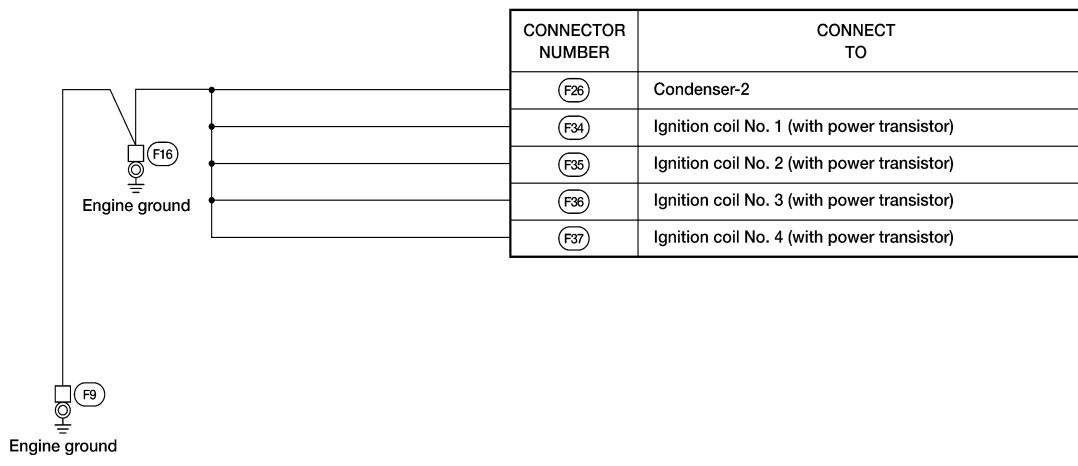 CONNECTOR NUMBER
CONNECT TO
F26
Condenser-2
F34
Ignition coil No. 1 (with power transistor)
F35
Ignition coil No. 2 (with power transistor)
F36
Ignition coil No. 3 (with power transistor)
F37
Ignition coil No. 4 (with power transistor)
F16
Engine ground
F9
Engine ground